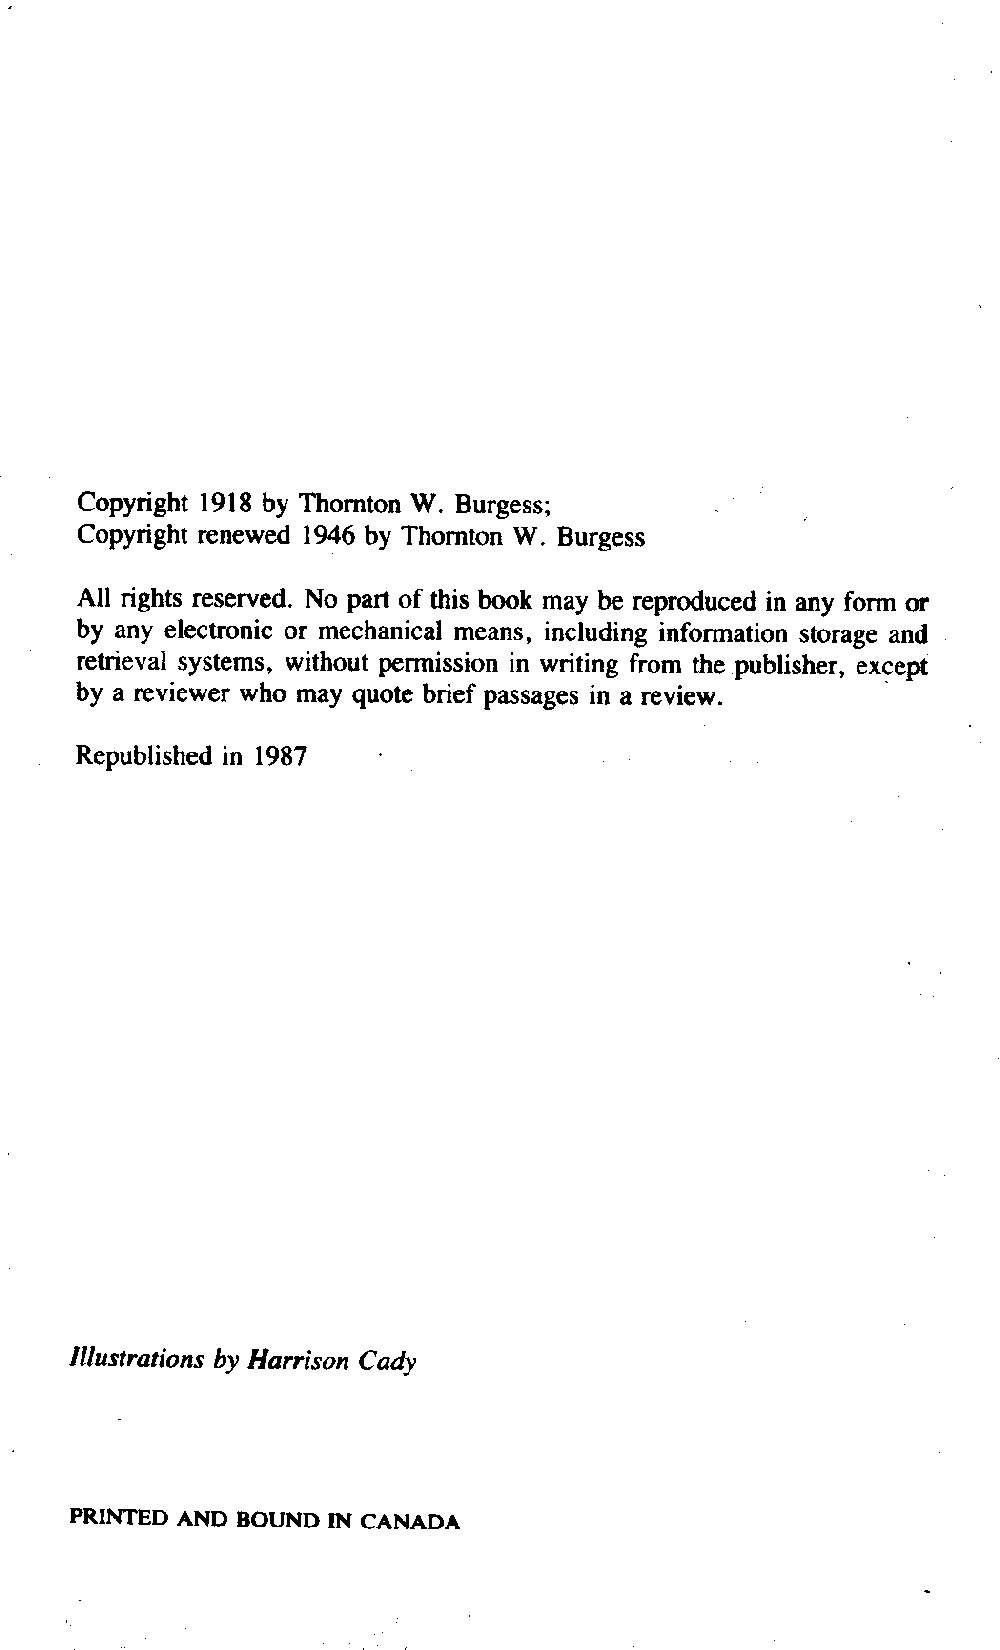 Copyright 1918 by Thornton W. Burgess;
Copyright renewed 1946 by Thornton W. Burgess
All rights reserved. No part of this book may be reproduced in any form or
by any electronic or mechanical means, including information storage and
retrieval systems, without permission in writing from the publisher, except
by a reviewer who may quote brief passages in a review.
Republished in 1987
Illustrations by Harrison Cady
PRINTED AND BOUND IN CANADA